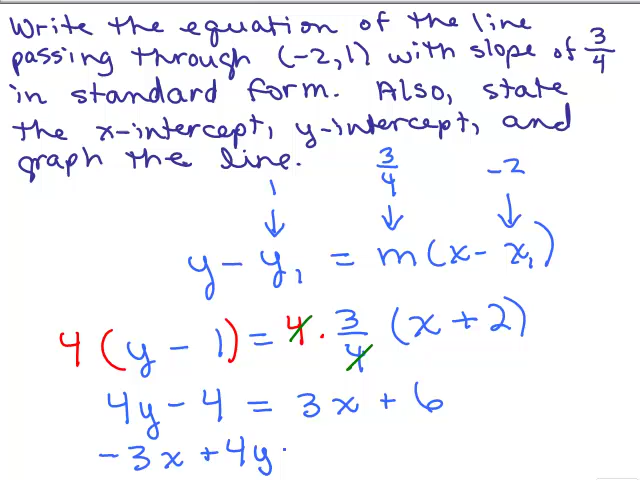 Write the equation of the line
passing through (-2,1) with slope of 3/4
in standard form. Also, state
the x-intercept, y-intercept, and
graph the line.
1 3/4 -2
↓ ↓ ↓
y - y₁ = m(x - x₁)
4(y - 1) = 4 · 3/4 (x + 2)
4y - 4 = 3x + 6
-3x + 4y